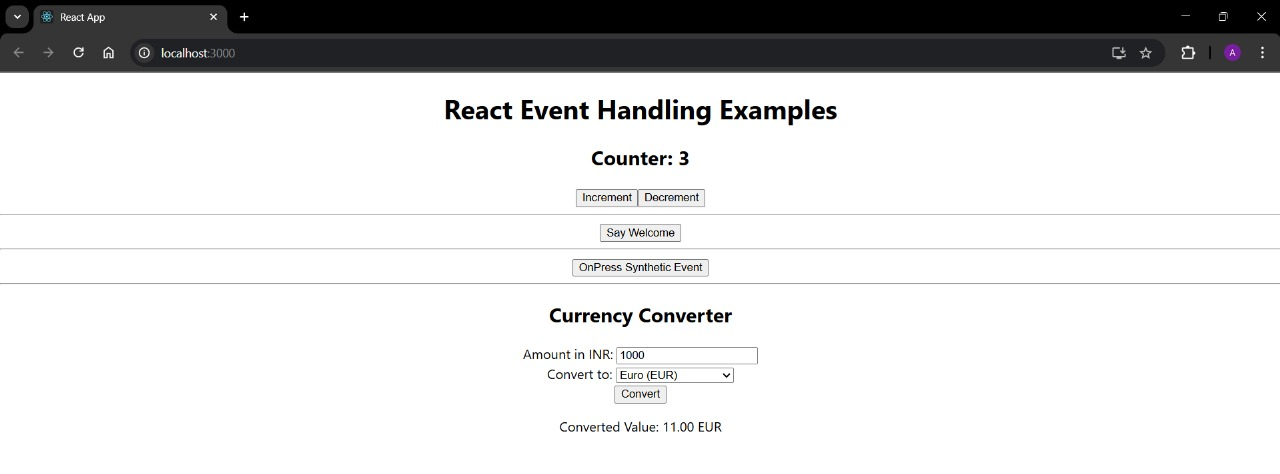 React App
localhost:3000
A
React Event Handling Examples
Counter: 3
Increment Decrement
Say Welcome
OnPress Synthetic Event
Currency Converter
Amount in INR: 1000
Convert to: Euro (EUR)
Convert
Converted Value: 11.00 EUR